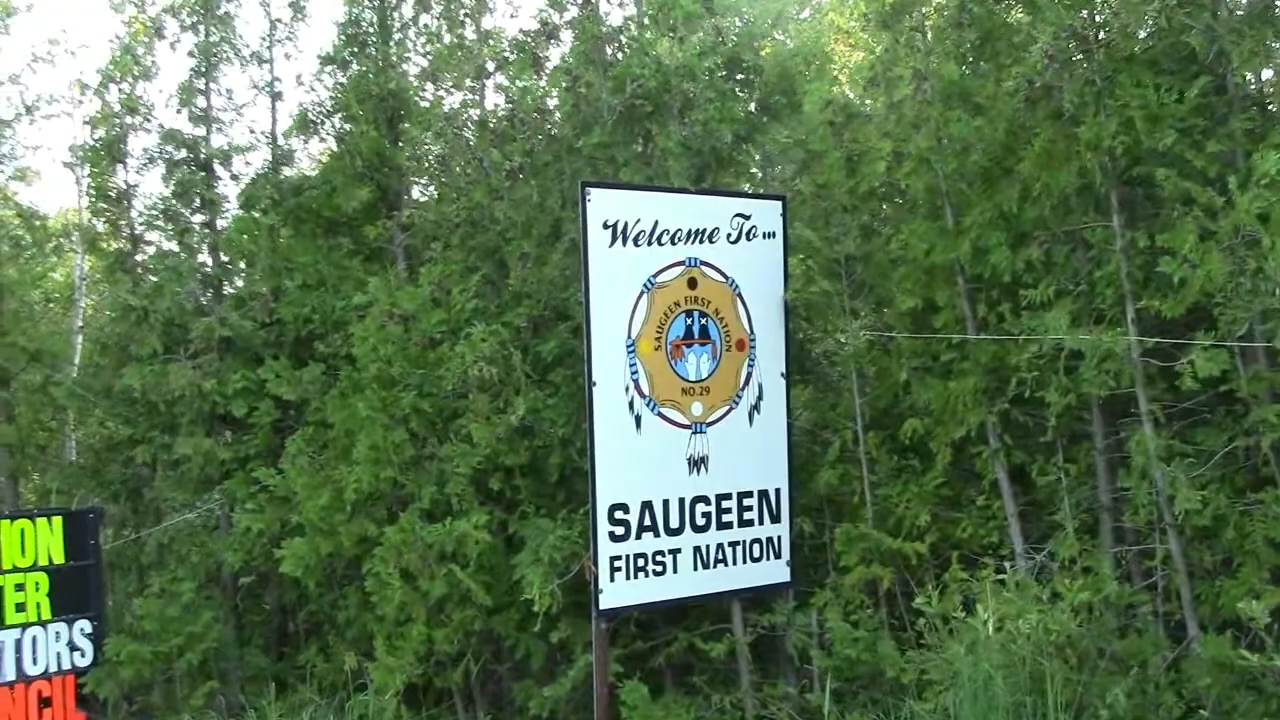 Welcome To...
SAUGEEN FIRST NATION
NO.29
SAUGEEN
FIRST NATION
ION
TER
TORS
NCIL